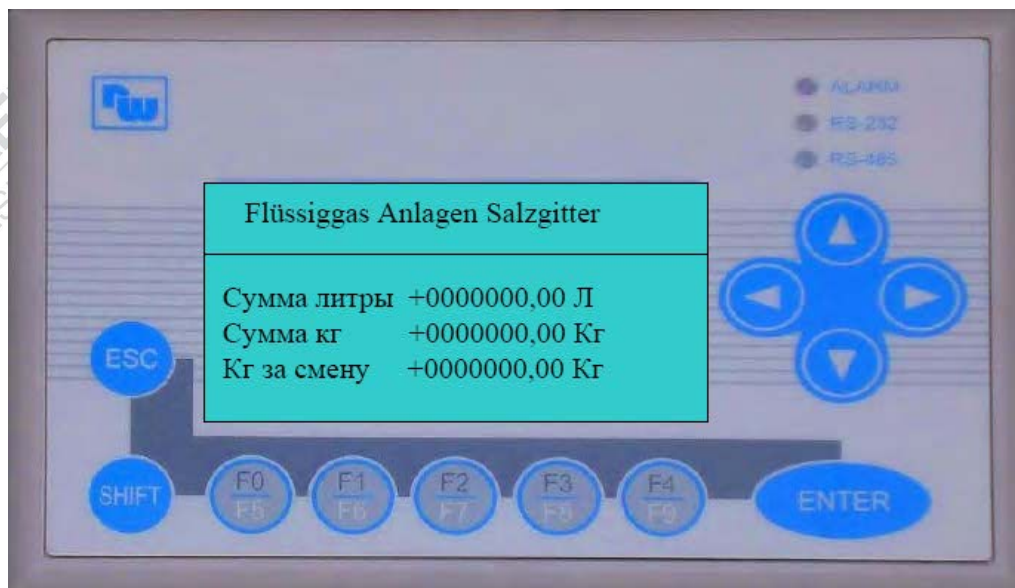 ALARM
RS-232
RS-485
Flüssiggas Anlagen Salzgitter
Сумма литры +0000000,00 Л
Сумма кг +0000000,00 Кг
Кг за смену +0000000,00 Кг
ESC
SHIFT
F0 F1 F2 F3 F4
F5 F6 F7 F8 F9
ENTER